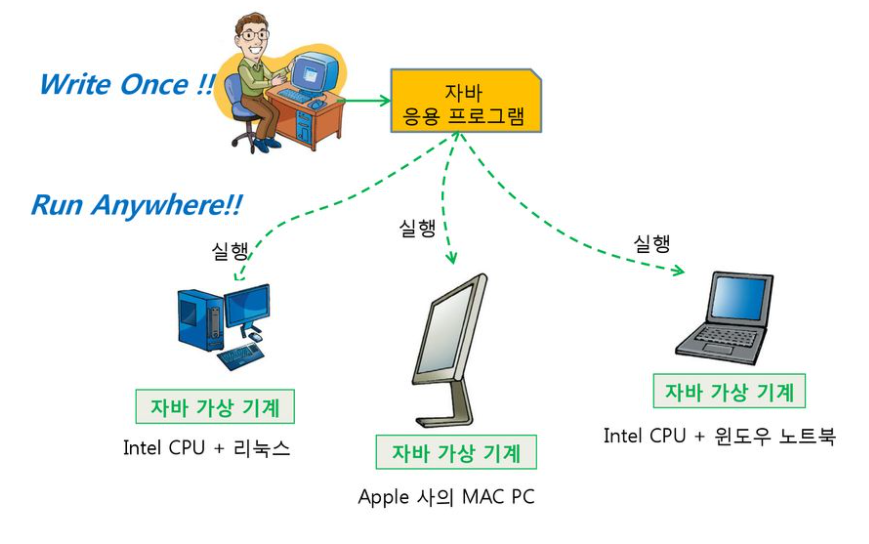 Write Once !!
자바
응용 프로그램
Run Anywhere!!
실행
실행
실행
자바 가상 기계
Intel CPU + 리눅스
자바 가상 기계
Apple 사의 MAC PC
자바 가상 기계
Intel CPU + 윈도우 노트북